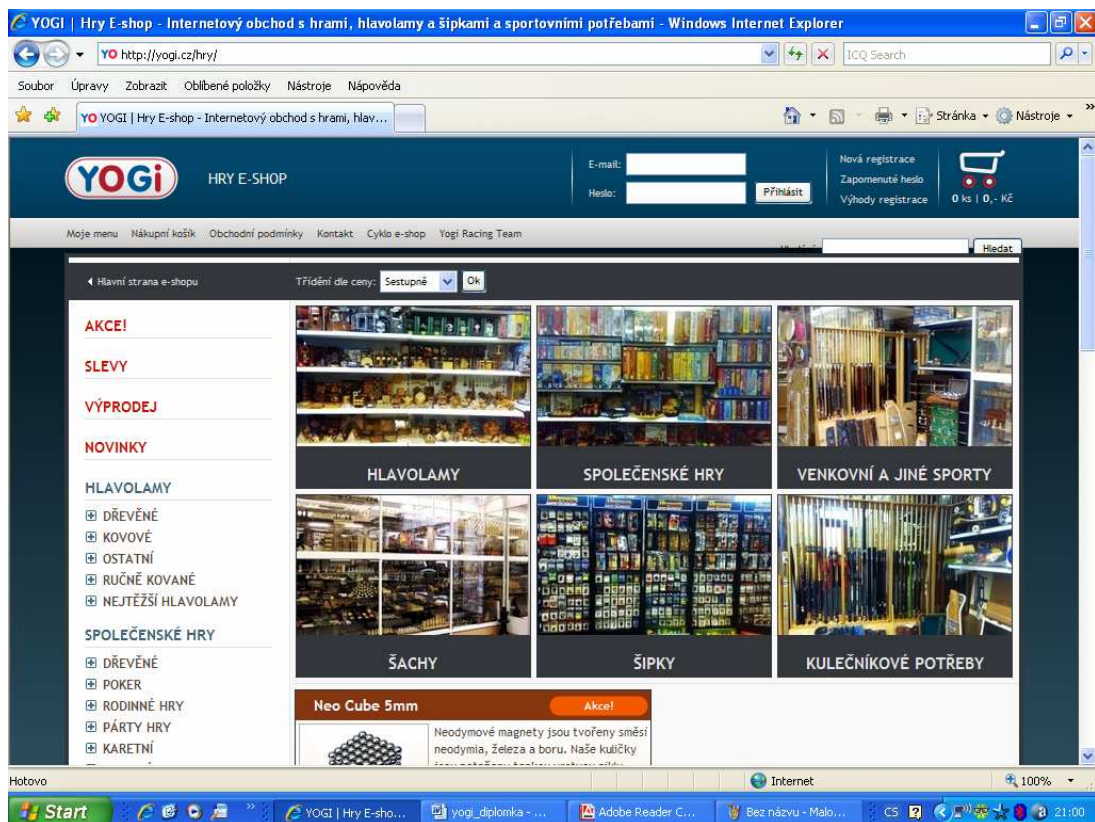 YOGI | Hry E-shop - Internetový obchod s hrami, hlavolamy a šipkami a sportovními potřebami - Windows Internet Explorer
YO http://yogi.cz/hry/
ICQ Search
Soubor Úpravy Zobrazit Oblíbené položky Nástroje Nápověda
YO YOGI | Hry E-shop - Internetový obchod s hrami, hlav...
Stránka Nástroje »
YOGi HRY E-SHOP
E-mail:
Heslo:
Přihlásit
Nová registrace
Zapomenuté heslo
Výhody registrace
0 ks | 0,- Kč
Moje menu Nákupní košík Obchodní podmínky Kontakt Cyklo e-shop Yogi Racing Team
Hledat
Hlavní strana e-shopu
Třídění dle ceny: Sestupně Ok
AKCE!
SLEVY
VÝPRODEJ
NOVINKY
HLAVOLAMY
DŘEVĚNÉ
KOVOVÉ
OSTATNÍ
RUČNĚ KOVANÉ
NEJTĚŽŠÍ HLAVOLAMY
SPOLEČENSKÉ HRY
DŘEVĚNÉ
POKER
RODINNÉ HRY
PÁRTY HRY
KARETNÍ
HLAVOLAMY
SPOLEČENSKÉ HRY
VENKOVNÍ A JINÉ SPORTY
ŠACHY
ŠIPKY
KULEČNÍKOVÉ POTŘEBY
Neo Cube 5mm
Akce!
Neodymové magnety jsou tvořeny směsí
neodymia, železa a boru. Naše kuličky
Hotovo
Internet
100%
Start
»
YOGI | Hry E-sho...
yogi_diplomka - ...
Adobe Reader C...
Bez názvu - Malo...
CS
21:00